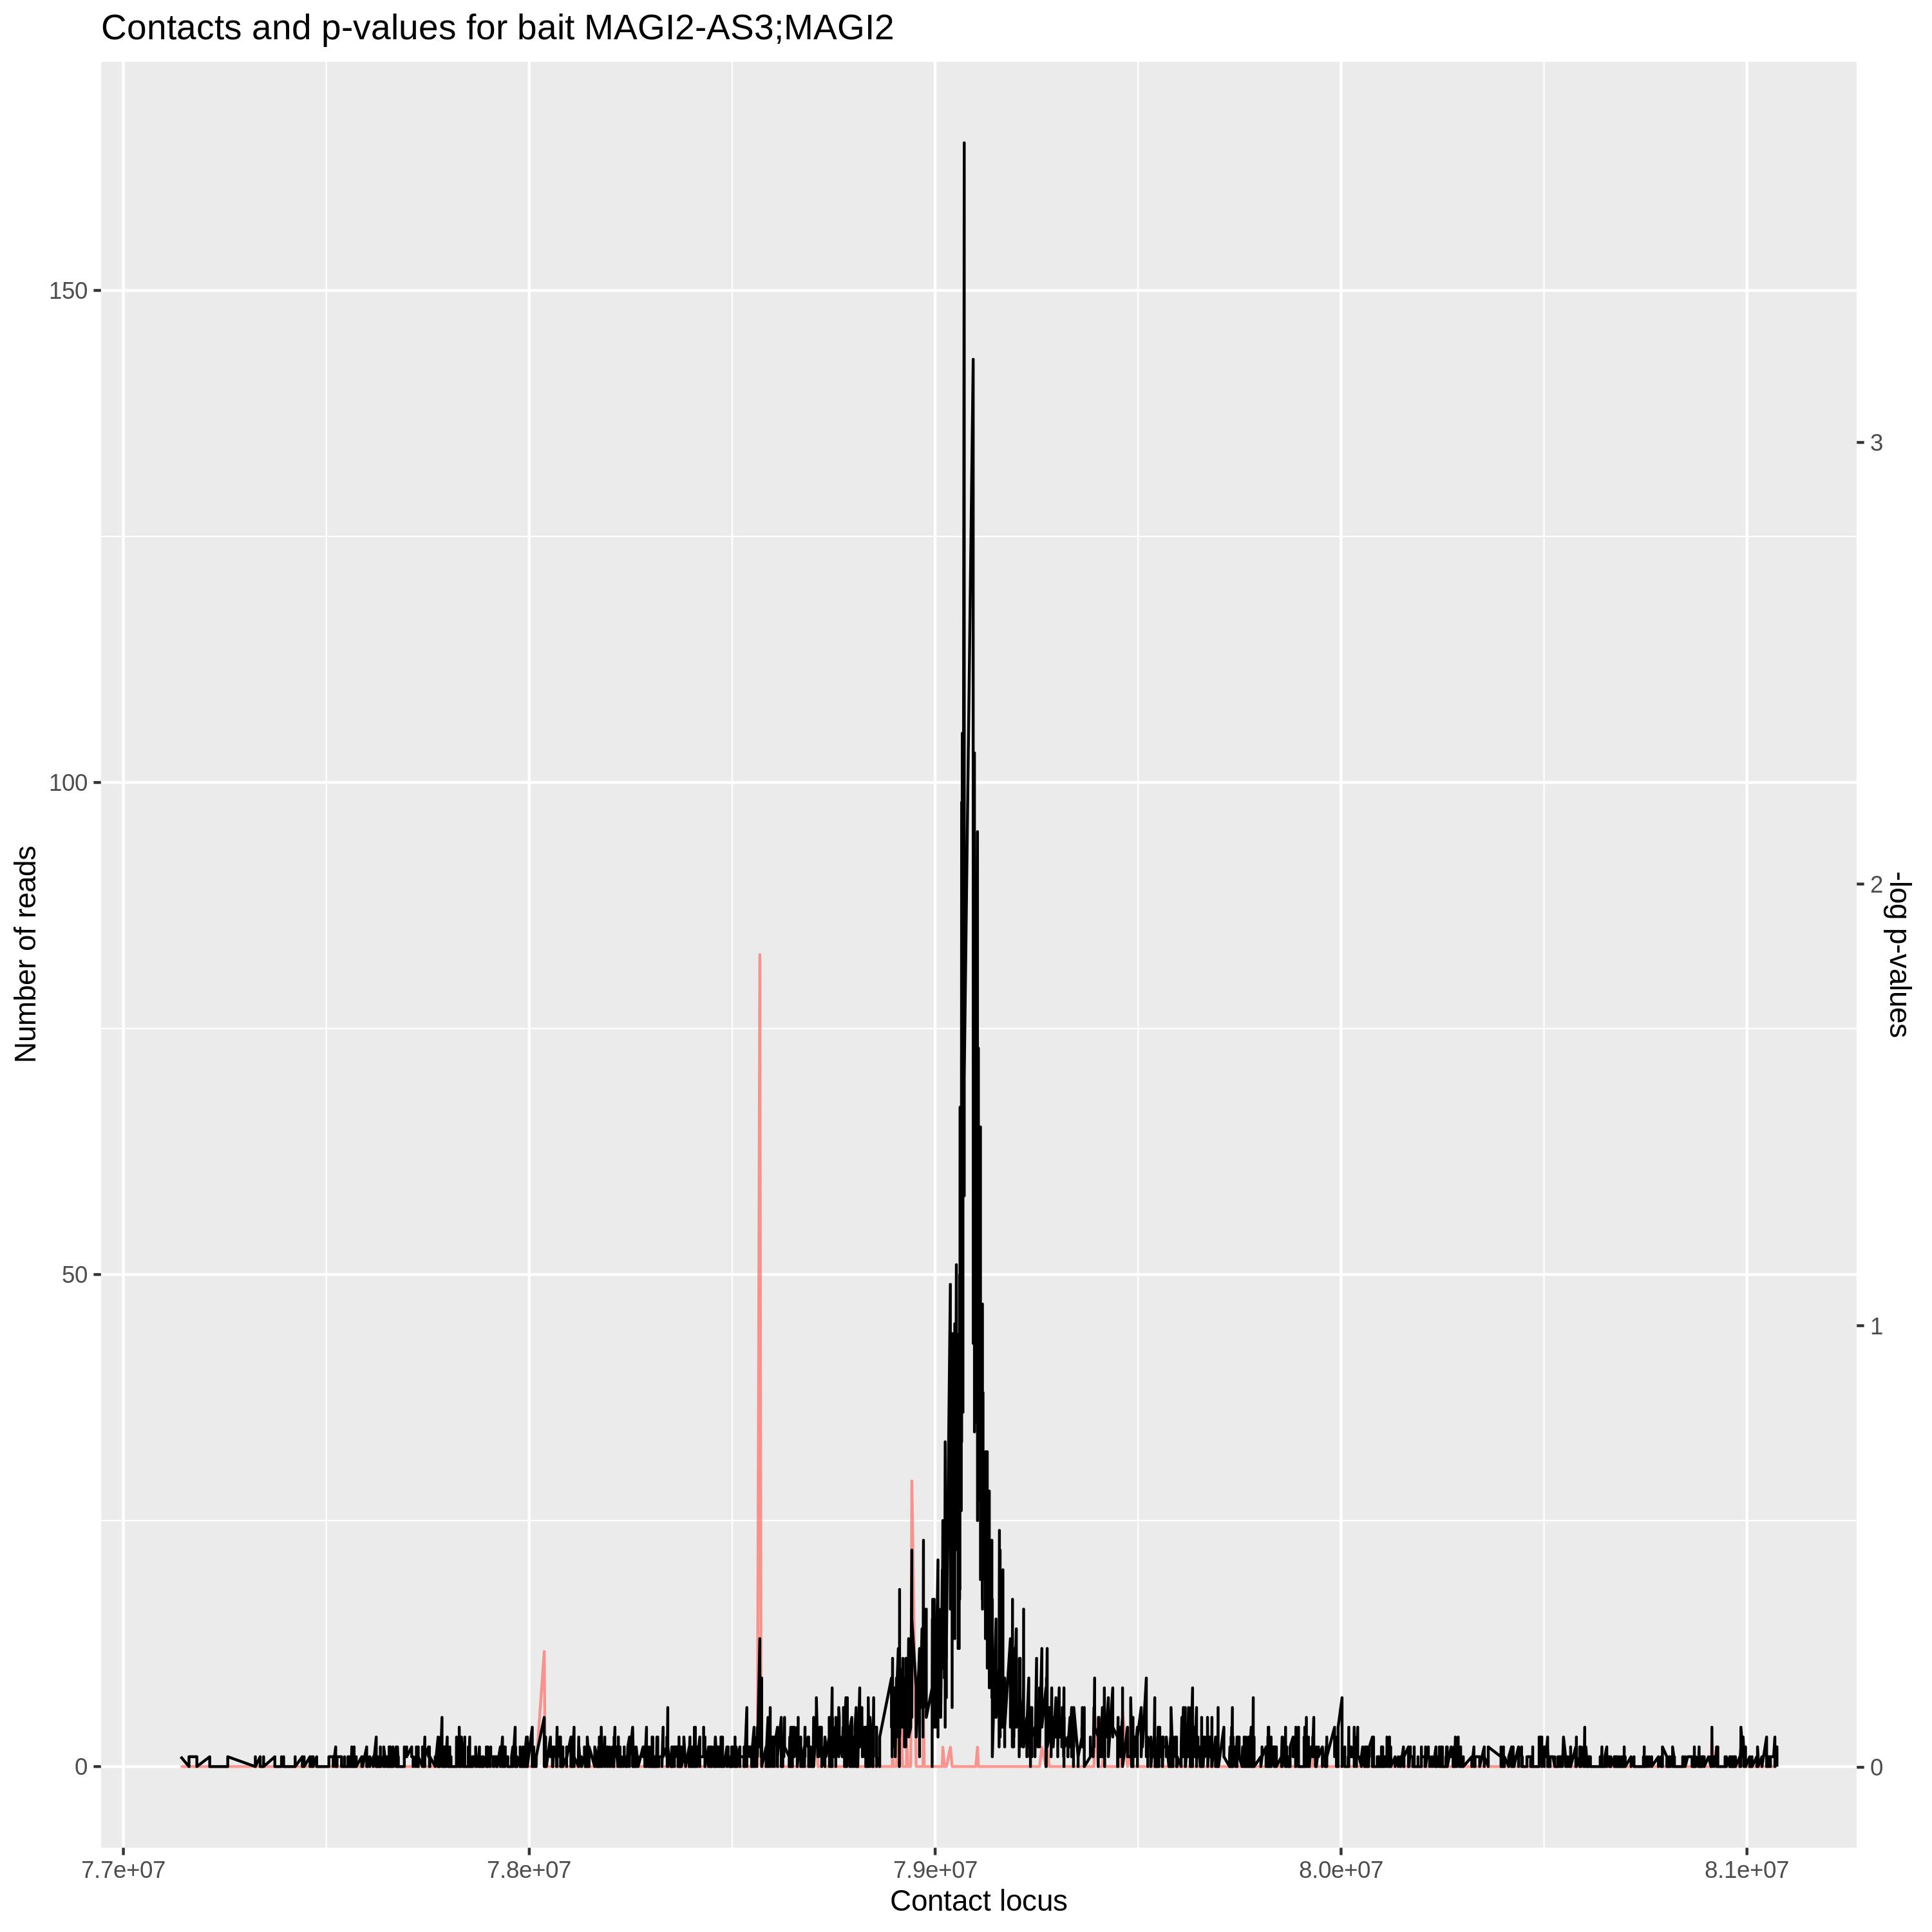 Contacts and p-values for bait MAGI2-AS3;MAGI2
150
100
50
0
Number of reads
3
2
1
0
-log p-values
7.7e+07 7.8e+07 7.9e+07 8.0e+07 8.1e+07
Contact locus